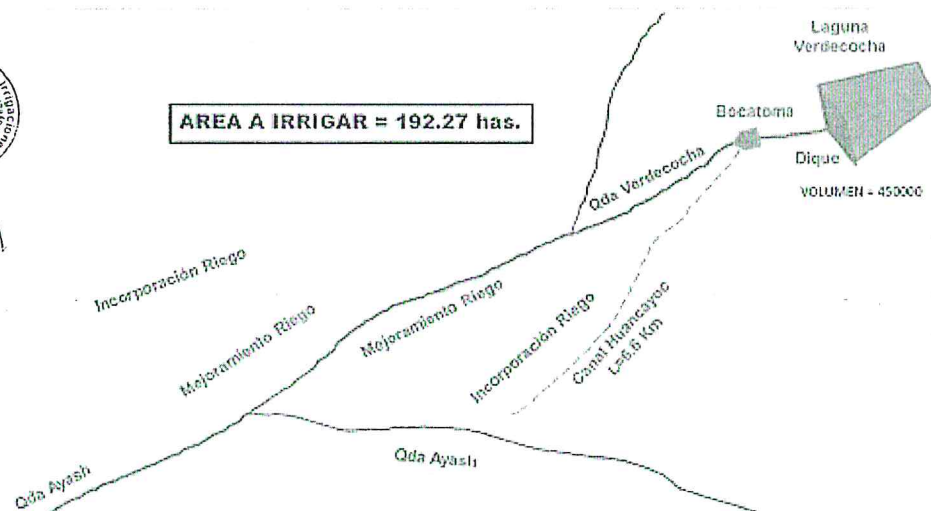 Laguna
Verdecocha
Bocatoma
AREA A IRRIGAR = 192.27 has.
Dique
Qda Verdecocha
VOLUMEN = 450000
Incorporación Riego
Mejoramiento Riego
Mejoramiento Riego
Incorporación Riego
Canal Huancayoc
L=6.6 Km
Qda Ayash
Qda Ayash